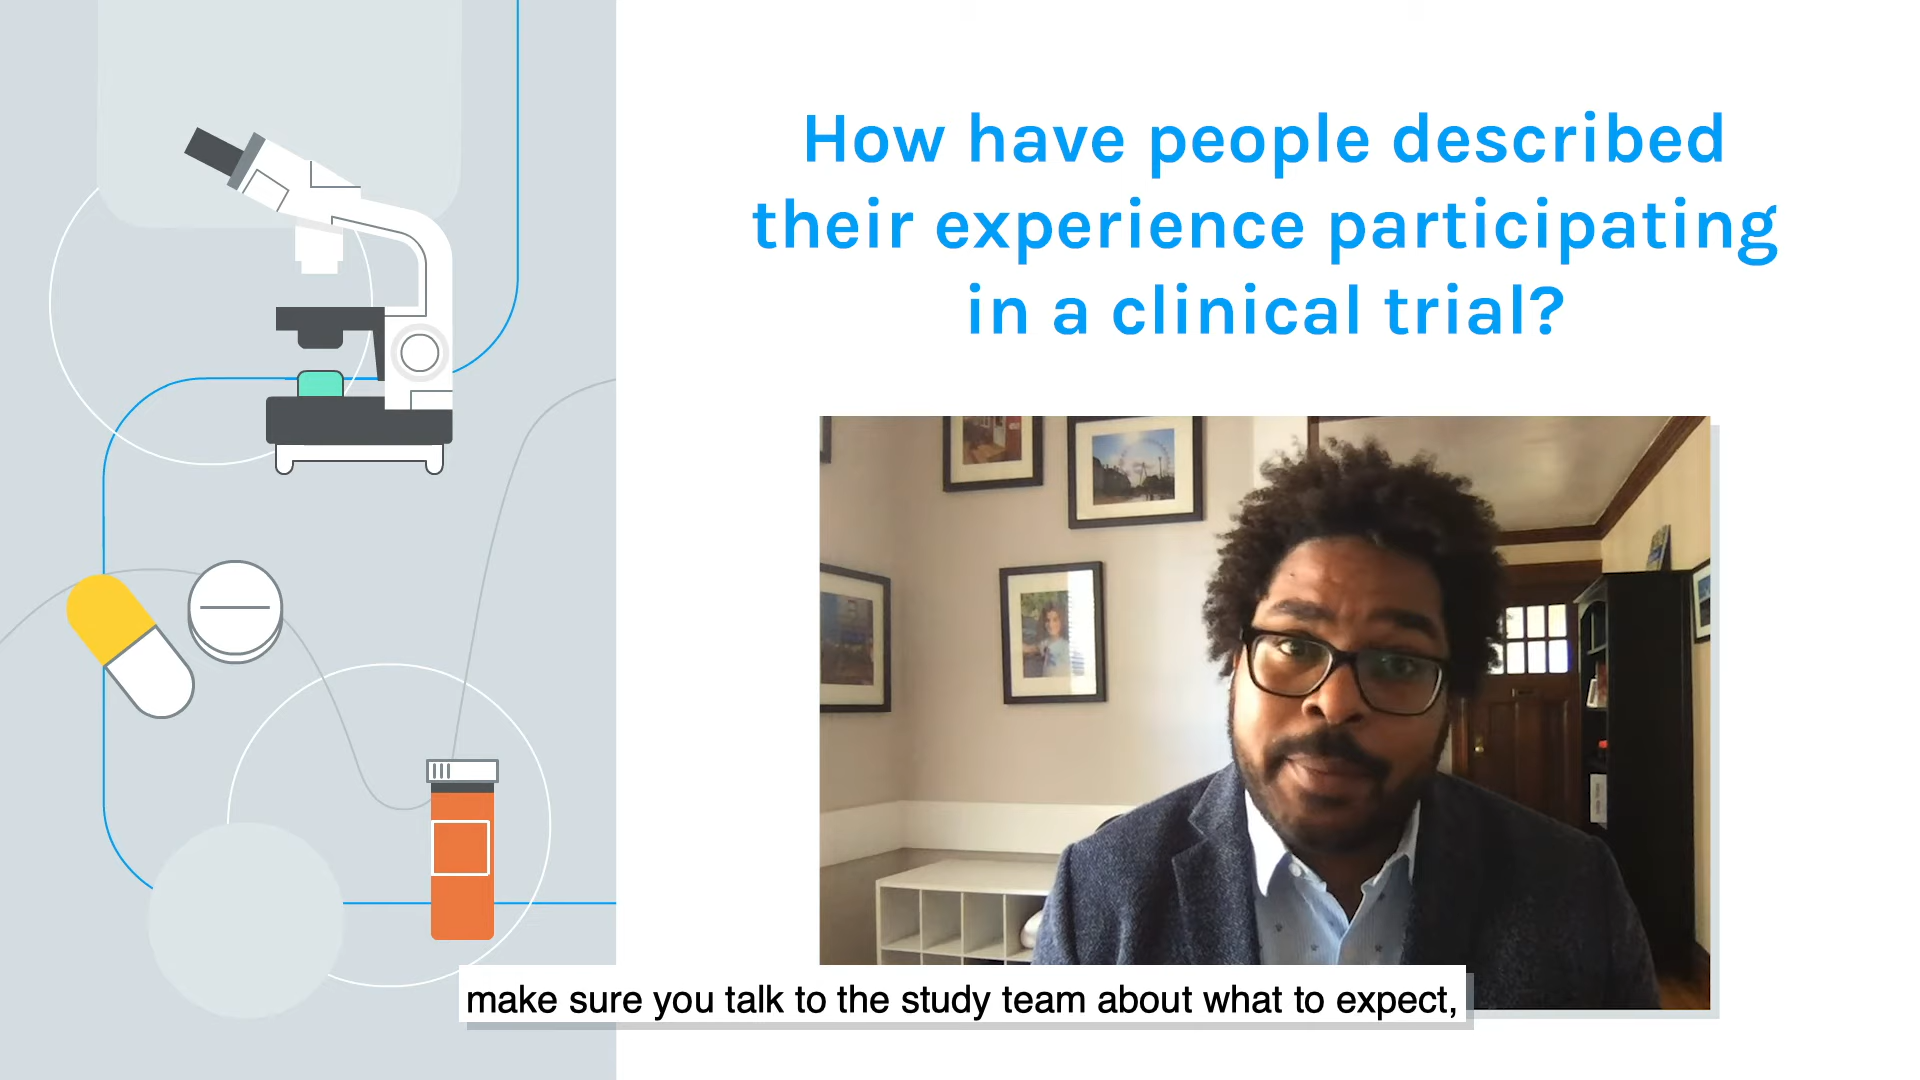 How have people described
their experience participating
in a clinical trial?
make sure you talk to the study team about what to expect,